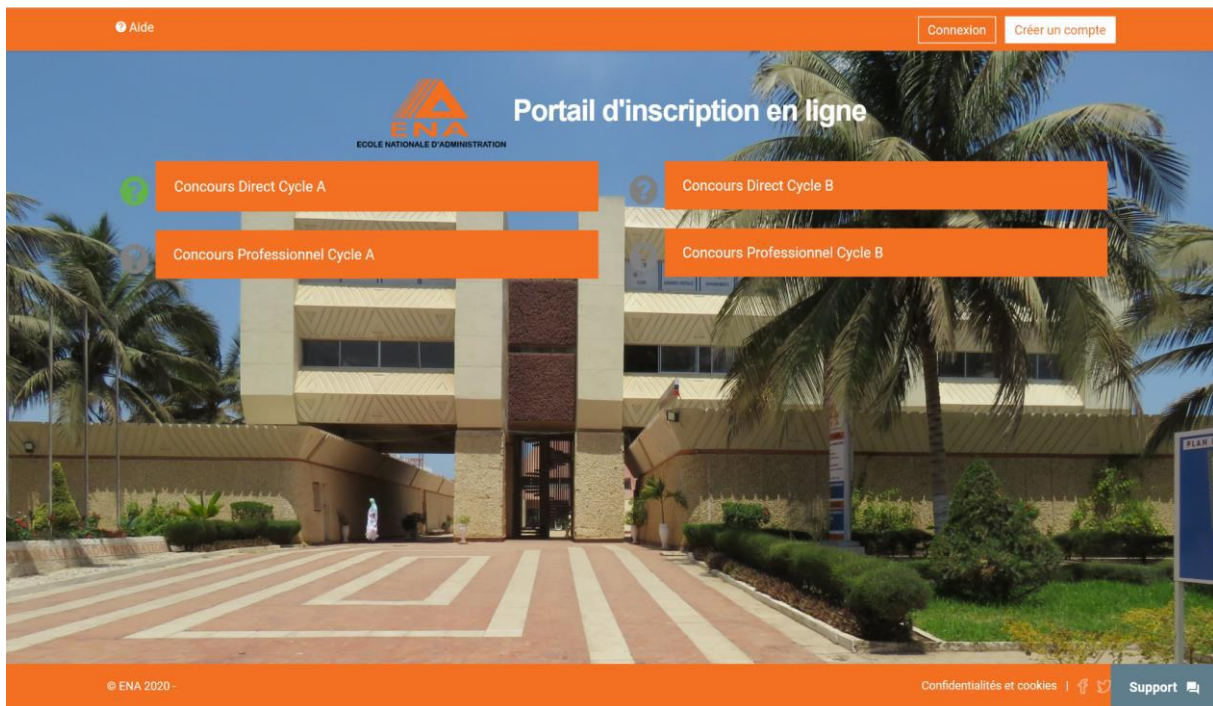 Aide
Connexion
Créer un compte
ENA
ECOLE NATIONALE D'ADMINISTRATION
Portail d'inscription en ligne
Concours Direct Cycle A
Concours Direct Cycle B
Concours Professionnel Cycle A
Concours Professionnel Cycle B
PLAN
© ENA 2020 -
Confidentialités et cookies |
Support